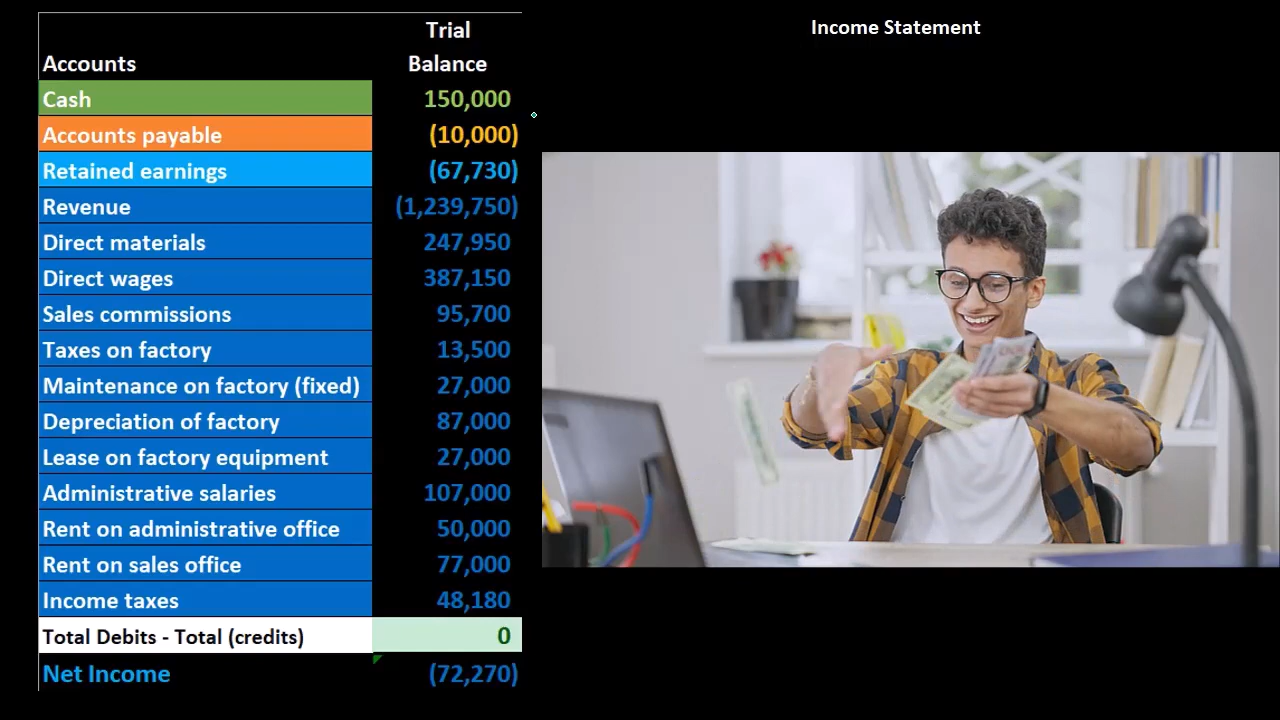 Trial
Accounts Balance
Cash 150,000
Accounts payable (10,000)
Retained earnings (67,730)
Revenue (1,239,750)
Direct materials 247,950
Direct wages 387,150
Sales commissions 95,700
Taxes on factory 13,500
Maintenance on factory (fixed) 27,000
Depreciation of factory 87,000
Lease on factory equipment 27,000
Administrative salaries 107,000
Rent on administrative office 50,000
Rent on sales office 77,000
Income taxes 48,180
Total Debits - Total (credits) 0
Net Income (72,270)
Income Statement